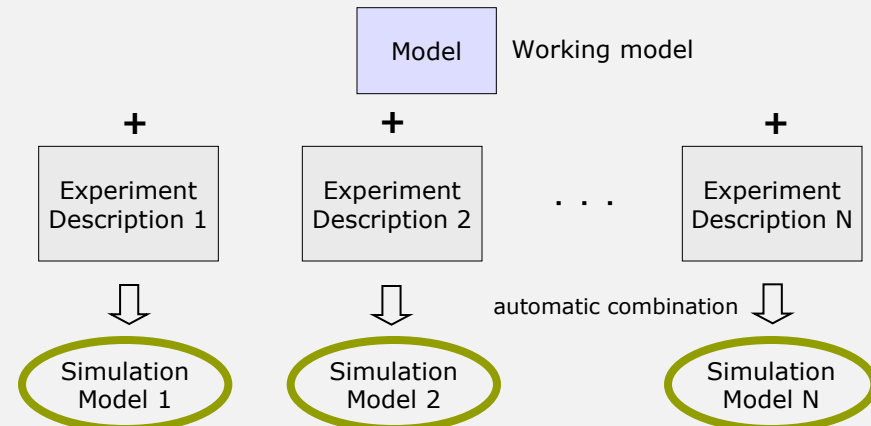 Model
Working model
+ + +
Experiment
Description 1
Experiment
Description 2
. . .
Experiment
Description N
automatic combination
Simulation
Model 1
Simulation
Model 2
Simulation
Model N